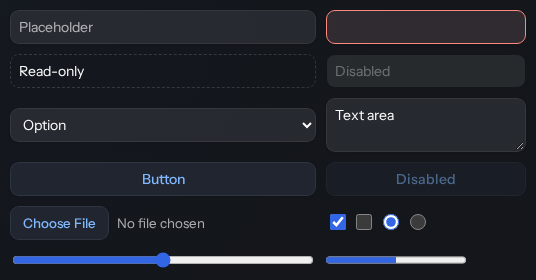 Placeholder
Read-only
Disabled
Option
Text area
Button
Disabled
Choose File No file chosen